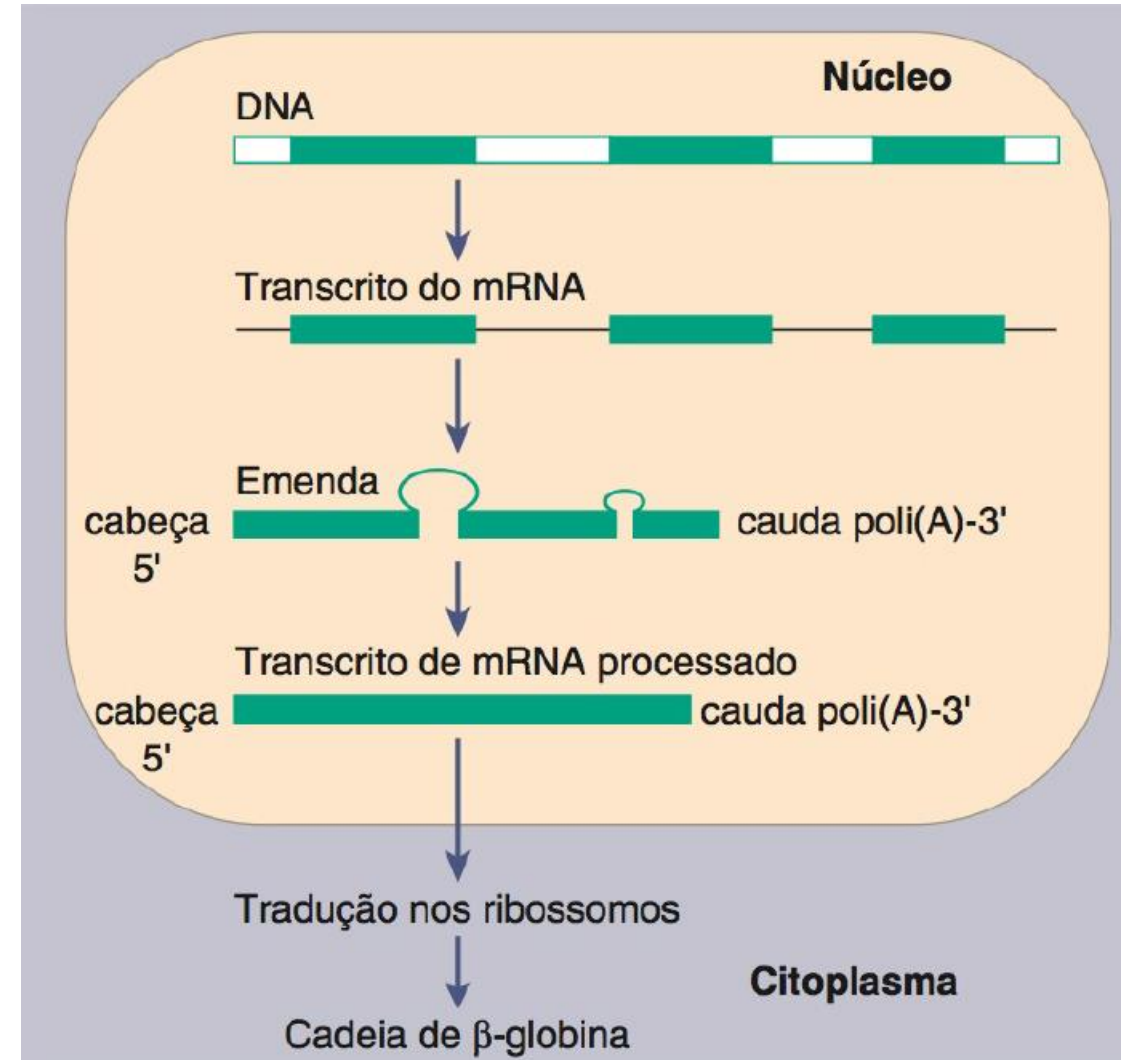 Núcleo
DNA
Transcrito do mRNA
Emenda
cabeça
5'
cauda poli(A)-3'
Transcrito de mRNA processado
cabeça
5'
cauda poli(A)-3'
Tradução nos ribossomos
Citoplasma
Cadeia de β-globina